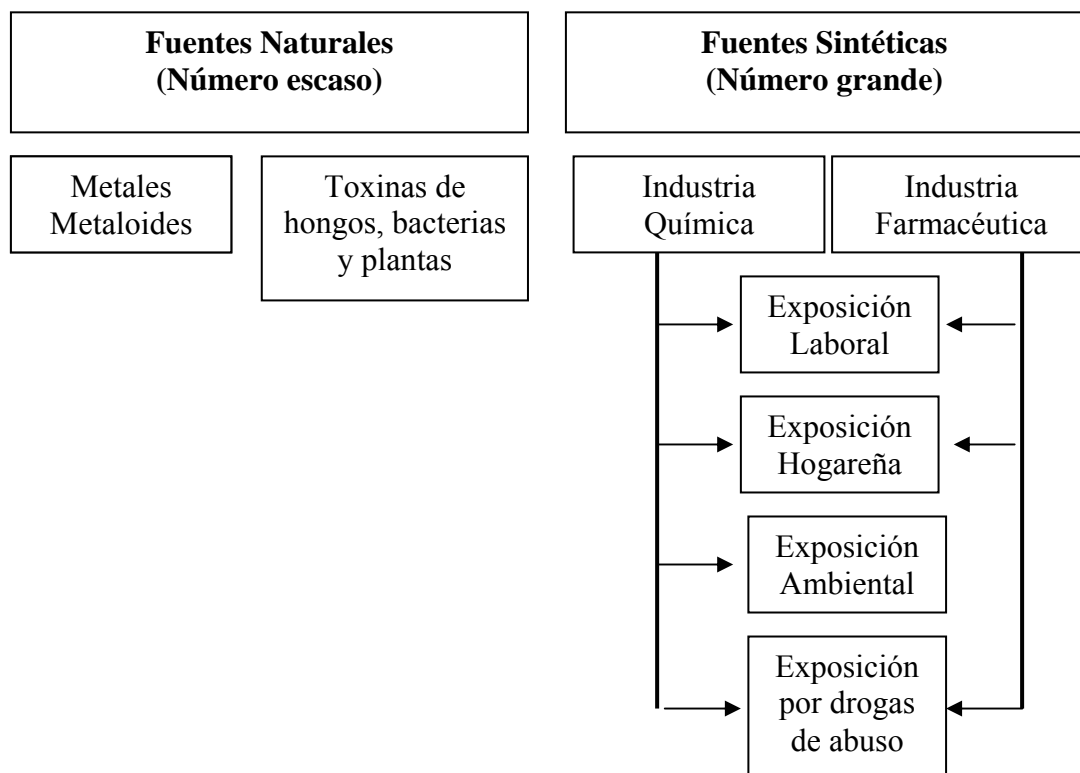 Fuentes Naturales
(Número escaso)
Fuentes Sintéticas
(Número grande)
Metales
Metaloides
Toxinas de
hongos, bacterias
y plantas
Industria
Química
Industria
Farmacéutica
Exposición
Laboral
Exposición
Hogareña
Exposición
Ambiental
Exposición
por drogas
de abuso